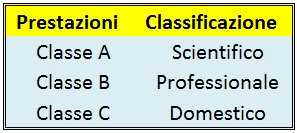 Prestazioni Classificazione
Classe A Scientifico
Classe B Professionale
Classe C Domestico